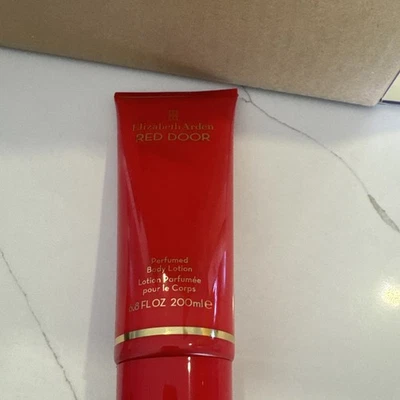 Elizabeth Arden
RED DOOR
Perfumed
Body Lotion
Lotion Parfumée
pour le Corps
6.8 FL OZ 200ml e